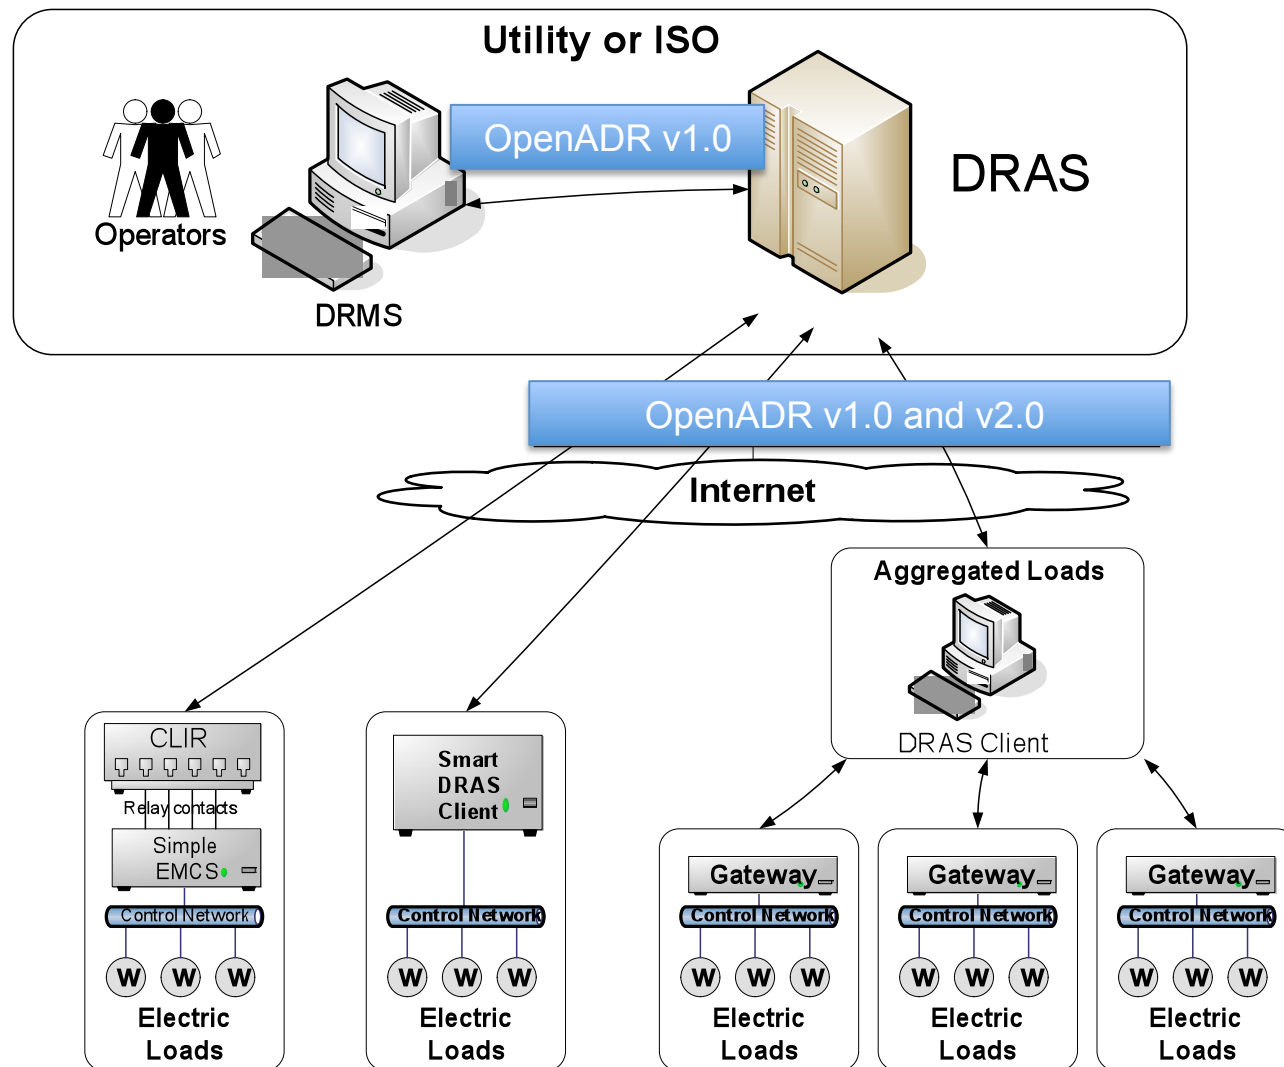 Utility or ISO
OpenADR v1.0
DRAS
Operators
DRMS
OpenADR v1.0 and v2.0
Internet
Aggregated Loads
DRAS Client
CLIR
Relay contacts
Simple
EMCS
Control Network
W W W
Electric
Loads
Smart
DRAS
Client
Control Network
W W W
Electric
Loads
Gateway
Control Network
W W W
Electric
Loads
Gateway
Control Network
W W W
Electric
Loads
Gateway
Control Network
W W W
Electric
Loads